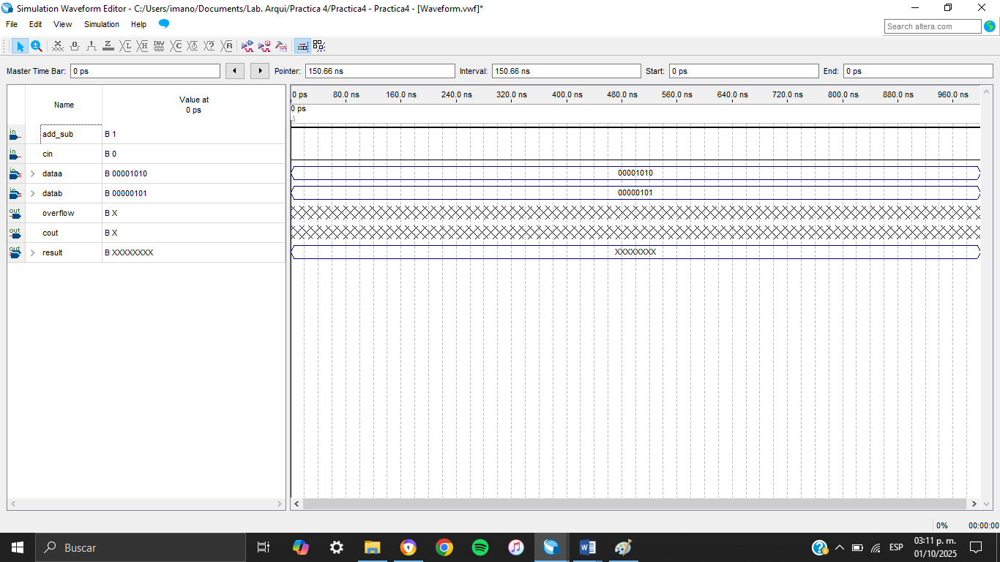 Simulation Waveform Editor - C:/Users/imano/Documents/Lab. Arqui/Practica 4/Practica4 - Practica4 - [Waveform.vwf]*
File Edit View Simulation Help
Search altera.com
Master Time Bar: 0 ps Pointer: 150.66 ns Interval: 150.66 ns Start: 0 ps End: 0 ps
Name
Value at
0 ps
0 ps 80.0 ns 160.0 ns 240.0 ns 320.0 ns 400.0 ns 480.0 ns 560.0 ns 640.0 ns 720.0 ns 800.0 ns 880.0 ns 960.0 ns
0 ps
in add_sub B 1
in cin B 0
in dataa B 00001010 00001010
in datab B 00000101 00000101
out overflow B X
out cout B X
out result B XXXXXXXX XXXXXXXX
0% 00:00:00
Buscar
ESP
03:11 p. m.
01/10/2025